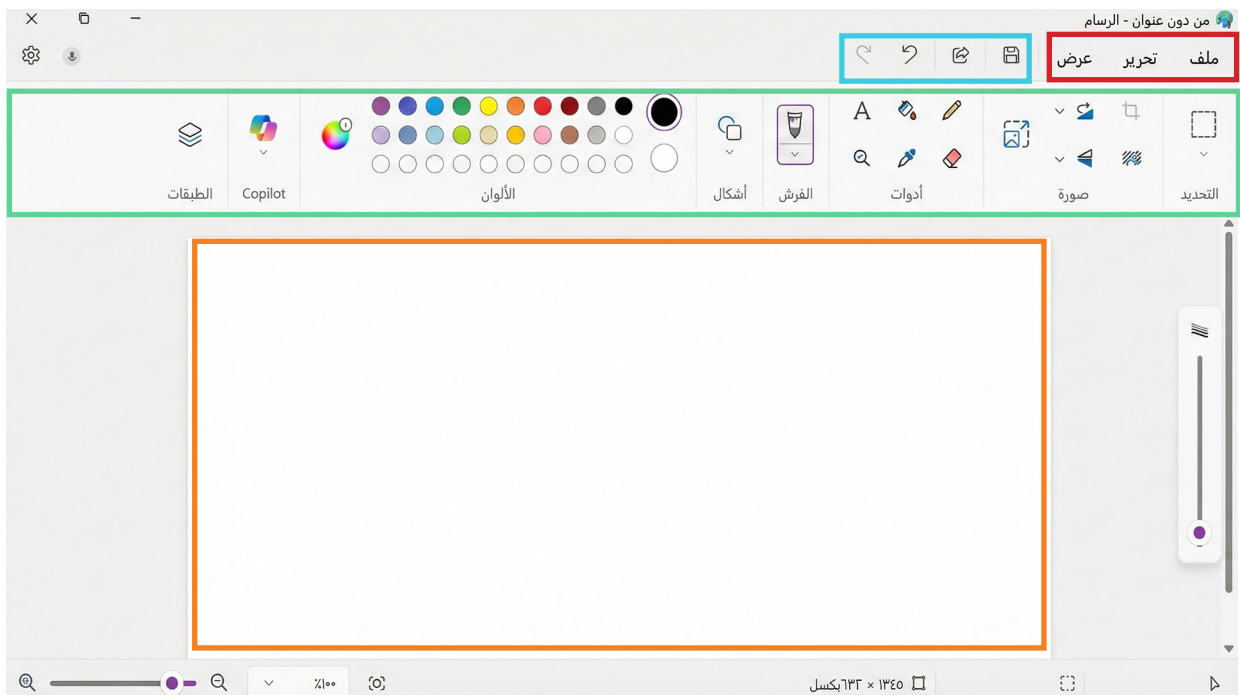 من دون عنوان - الرسام
ملف تحرير عرض
A
التحديد صورة أدوات الفرش أشكال الألوان Copilot الطبقات
١٣٤٥ × ٦٣٢بكسل ٪١٠٠